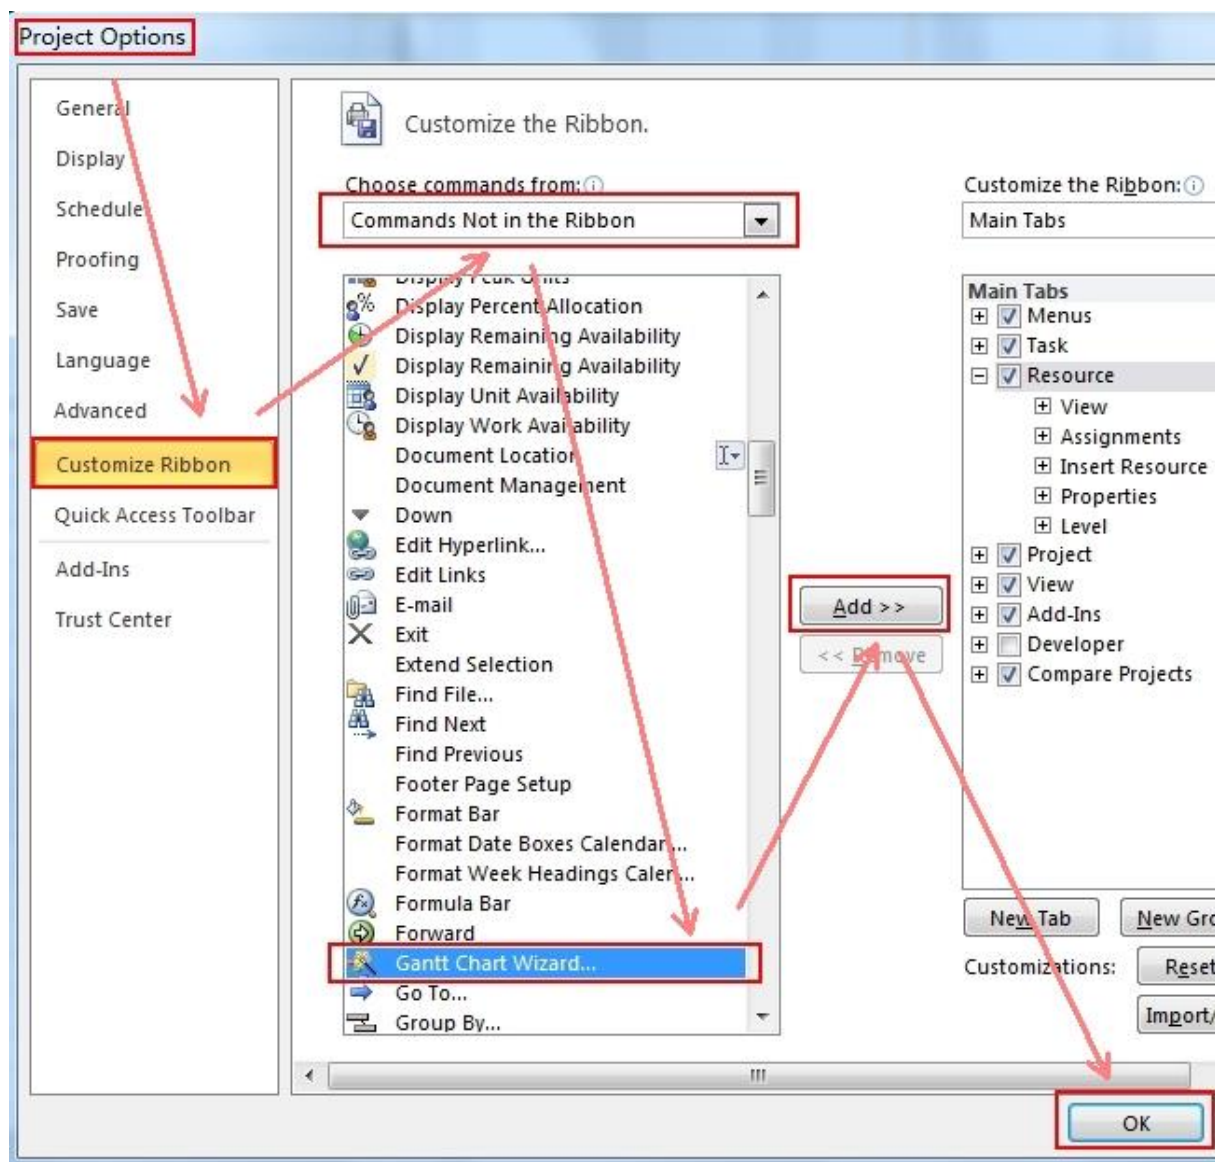 Project Options
General
Display
Schedule
Proofing
Save
Language
Advanced
Customize Ribbon
Quick Access Toolbar
Add-Ins
Trust Center
Customize the Ribbon.
Choose commands from:
Commands Not in the Ribbon
Display Peak Units
Display Percent Allocation
Display Remaining Availability
Display Remaining Availability
Display Unit Availability
Display Work Availability
Document Location
Document Management
Down
Edit Hyperlink...
Edit Links
E-mail
Exit
Extend Selection
Find File...
Find Next
Find Previous
Footer Page Setup
Format Bar
Format Date Boxes Calendar...
Format Week Headings Calen...
Formula Bar
Forward
Gantt Chart Wizard...
Go To...
Group By...
Add >>
<< Remove
Customize the Ribbon:
Main Tabs
Main Tabs
Menus
Task
Resource
View
Assignments
Insert Resource
Properties
Level
Project
View
Add-Ins
Developer
Compare Projects
New Tab
New Gro
Customizations:
Reset
Import/
OK